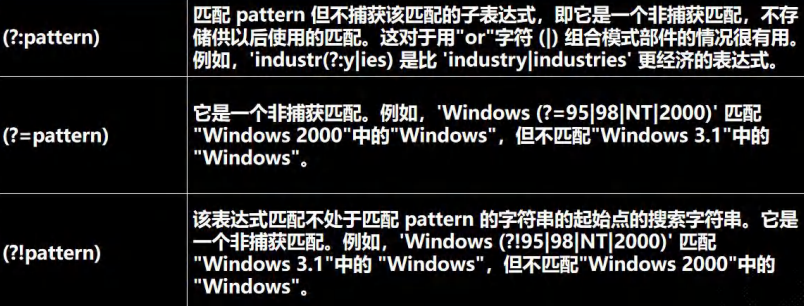 (?:pattern)
匹配 pattern 但不捕获该匹配的子表达式，即它是一个非捕获匹配，不存
储供以后使用的匹配。这对于用"or"字符 (|) 组合模式部件的情况很有用。
例如，'industr(?:y|ies) 是比 'industry|industries' 更经济的表达式。
(?=pattern)
它是一个非捕获匹配。例如，'Windows (?=95|98|NT|2000)' 匹配
"Windows 2000"中的"Windows"，但不匹配"Windows 3.1"中的
"Windows"。
(?!pattern)
该表达式匹配不处于匹配 pattern 的字符串的起始点的搜索字符串。它是
一个非捕获匹配。例如，'Windows (?!95|98|NT|2000)' 匹配
"Windows 3.1"中的 "Windows"，但不匹配"Windows 2000"中的
"Windows"。